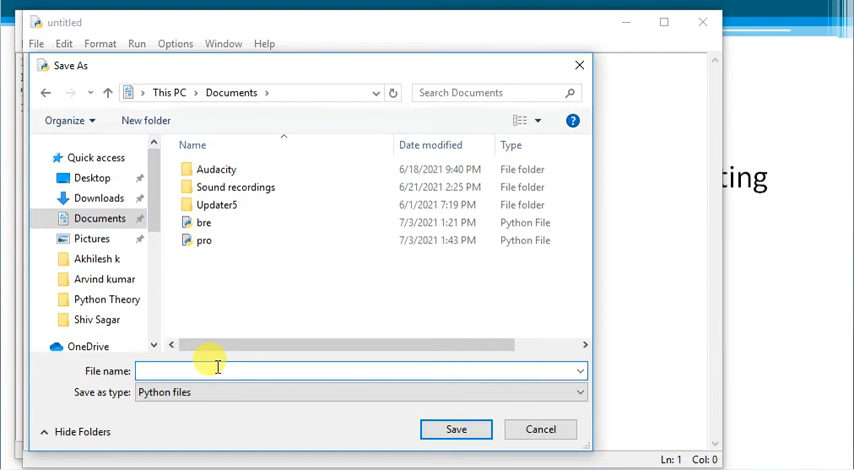 untitled
File Edit Format Run Options Window Help
Save As
This PC Documents
Search Documents
Organize New folder
Name Date modified Type
Quick access
Desktop
Downloads
Documents
Pictures
Akhilesh k
Arvind kumar
Python Theory
Shiv Sagar
OneDrive
Audacity 6/18/2021 9:40 PM File folder
Sound recordings 6/21/2021 2:25 PM File folder
Updater5 6/1/2021 7:19 PM File folder
bre 7/3/2021 1:21 PM Python File
pro 7/3/2021 1:43 PM Python File
ting
File name:
Save as type: Python files
Hide Folders
Save Cancel
Ln: 1 Col: 0